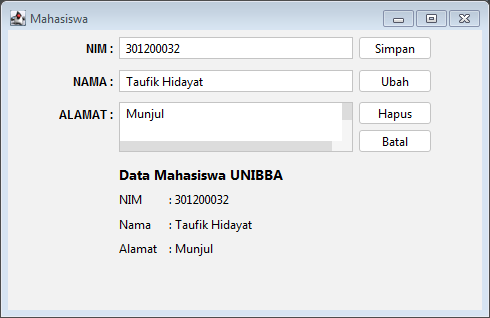 Mahasiswa
NIM : 301200032 Simpan
NAMA : Taufik Hidayat Ubah
ALAMAT : Munjul Hapus
Batal
Data Mahasiswa UNIBBA
NIM : 301200032
Nama : Taufik Hidayat
Alamat : Munjul